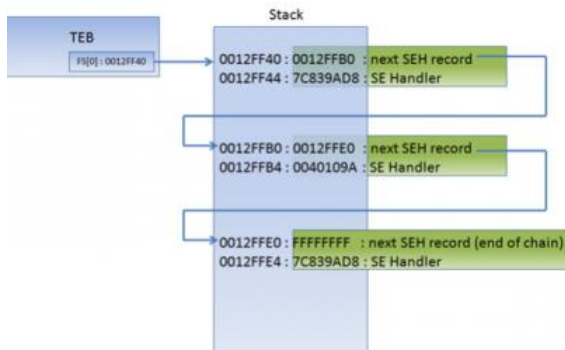 Stack
TEB
FS[0] : 0012FF40
0012FF40 : 0012FFB0 : next SEH record
0012FF44 : 7C839AD8 : SE Handler
0012FFB0 : 0012FFE0 : next SEH record
0012FFB4 : 0040109A : SE Handler
0012FFE0 : FFFFFFFF : next SEH record (end of chain)
0012FFE4 : 7C839AD8 : SE Handler